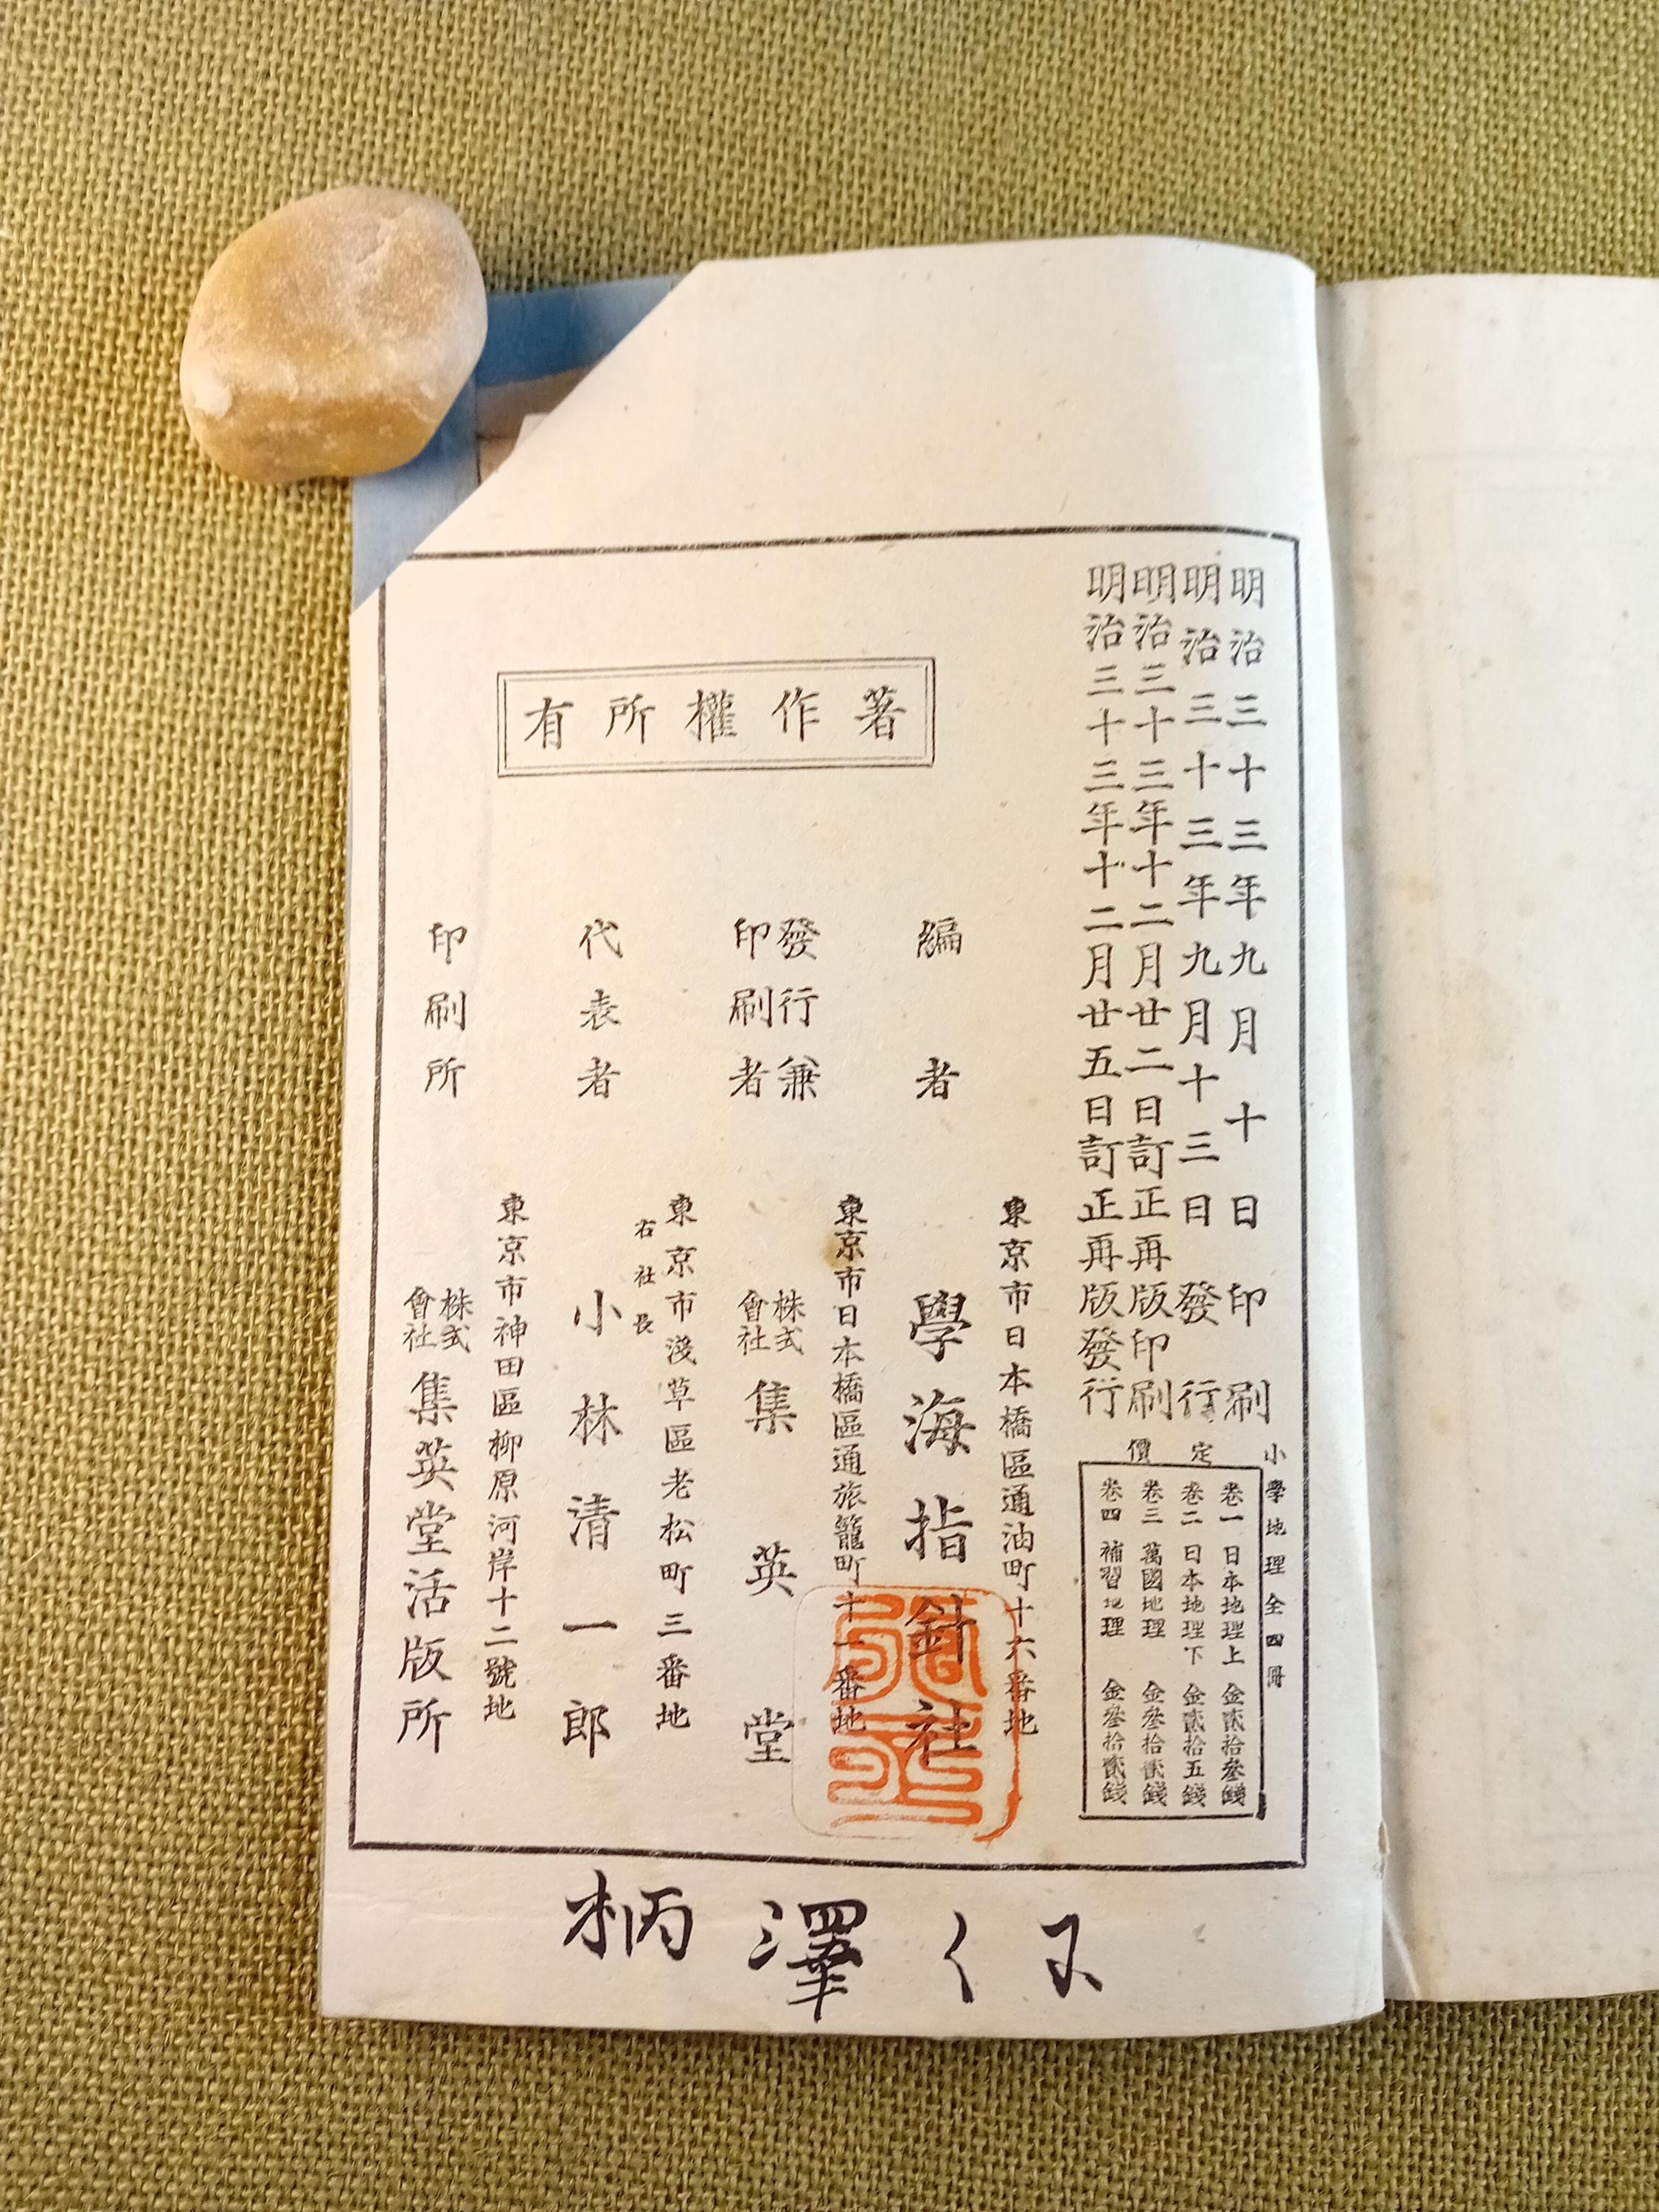 明治三十三年九月十日印刷
明治三十三年九月十三日發行
明治三十三年十二月廿二日訂正再版印刷
明治三十三年十二月廿五日訂正再版發行
小學地理全四冊
定價
卷一 日本地理上 金貳拾叄錢
卷二 日本地理下 金貳拾五錢
卷三 萬國地理 金叄拾貳錢
卷四 補習地理 金叄拾貳錢
著作權所有
東京市日本橋區通油町十六番地
編者 學海指針社
東京市日本橋區通旅籠町十一番地
發行兼印刷者 株式會社 集英堂
東京市淺草區老松町三番地
右社長
代表者 小林清一郎
東京市神田區柳原河岸十二號地
印刷所 株式會社 集英堂活版所
柄澤